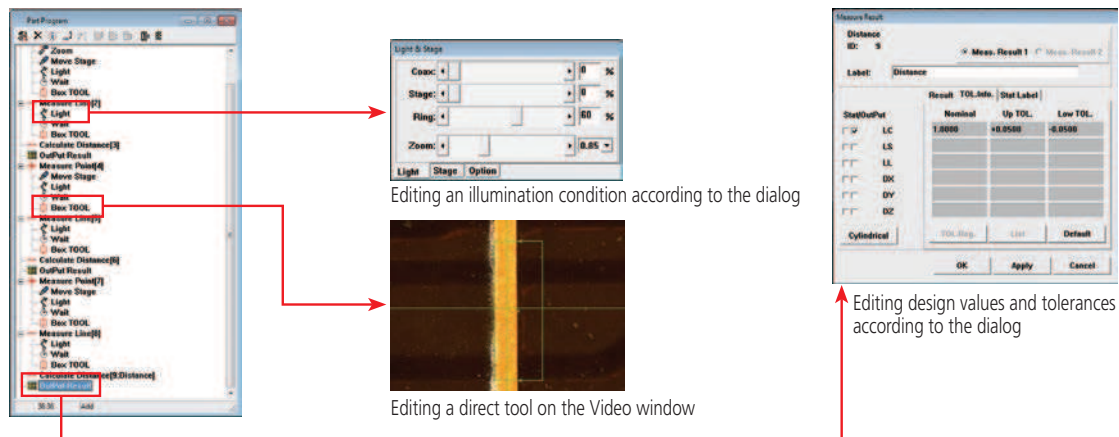 Part Program
Zoom
Move Stage
Light
Wait
Box TOOL
Measure Line[2]
Light
Wait
Box TOOL
Calculate Distance[3]
OutPut Result
Measure Point[4]
Move Stage
Light
Wait
Box TOOL
Measure Line[5]
Light
Wait
Box TOOL
Calculate Distance[6]
OutPut Result
Measure Point[7]
Move Stage
Light
Wait
Box TOOL
Measure Line[8]
Light
Wait
Box TOOL
Calculate Distance[9:Distance]
OutPut Result
Add
Light & Stage
Coax: 0 %
Stage: 0 %
Ring: 60 %
Zoom: 0.85
Light Stage Option
Editing an illumination condition according to the dialog
Editing a direct tool on the Video window
Measure Result
Distance
ID: 9
Meas. Result 1 Meas. Result 2
Label: Distance
Result TOL.Info. Stat Label
Stat/OutPut Nominal Up TOL. Low TOL.
LC 1.0000 +0.0500 -0.0500
LS
LL
DX
DY
DZ
Cylindrical TOL.Reg. List Default
OK Apply Cancel
Editing design values and tolerances
according to the dialog